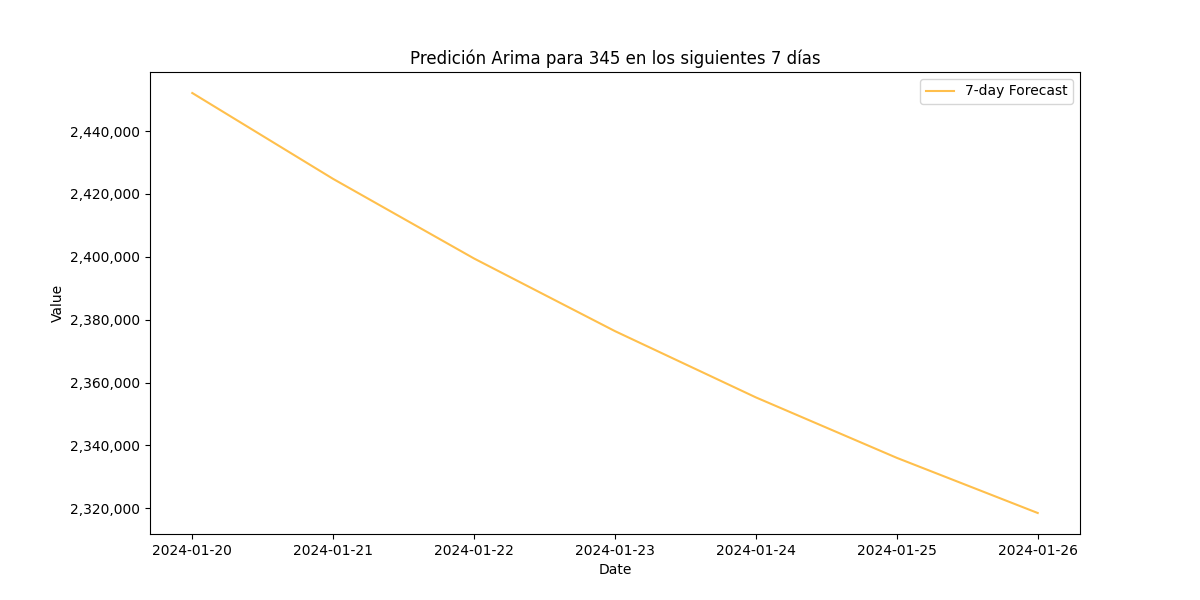 Predición Arima para 345 en los siguientes 7 días
7-day Forecast
2,440,000
2,420,000
2,400,000
2,380,000
2,360,000
2,340,000
2,320,000
Value
2024-01-20 2024-01-21 2024-01-22 2024-01-23 2024-01-24 2024-01-25 2024-01-26
Date